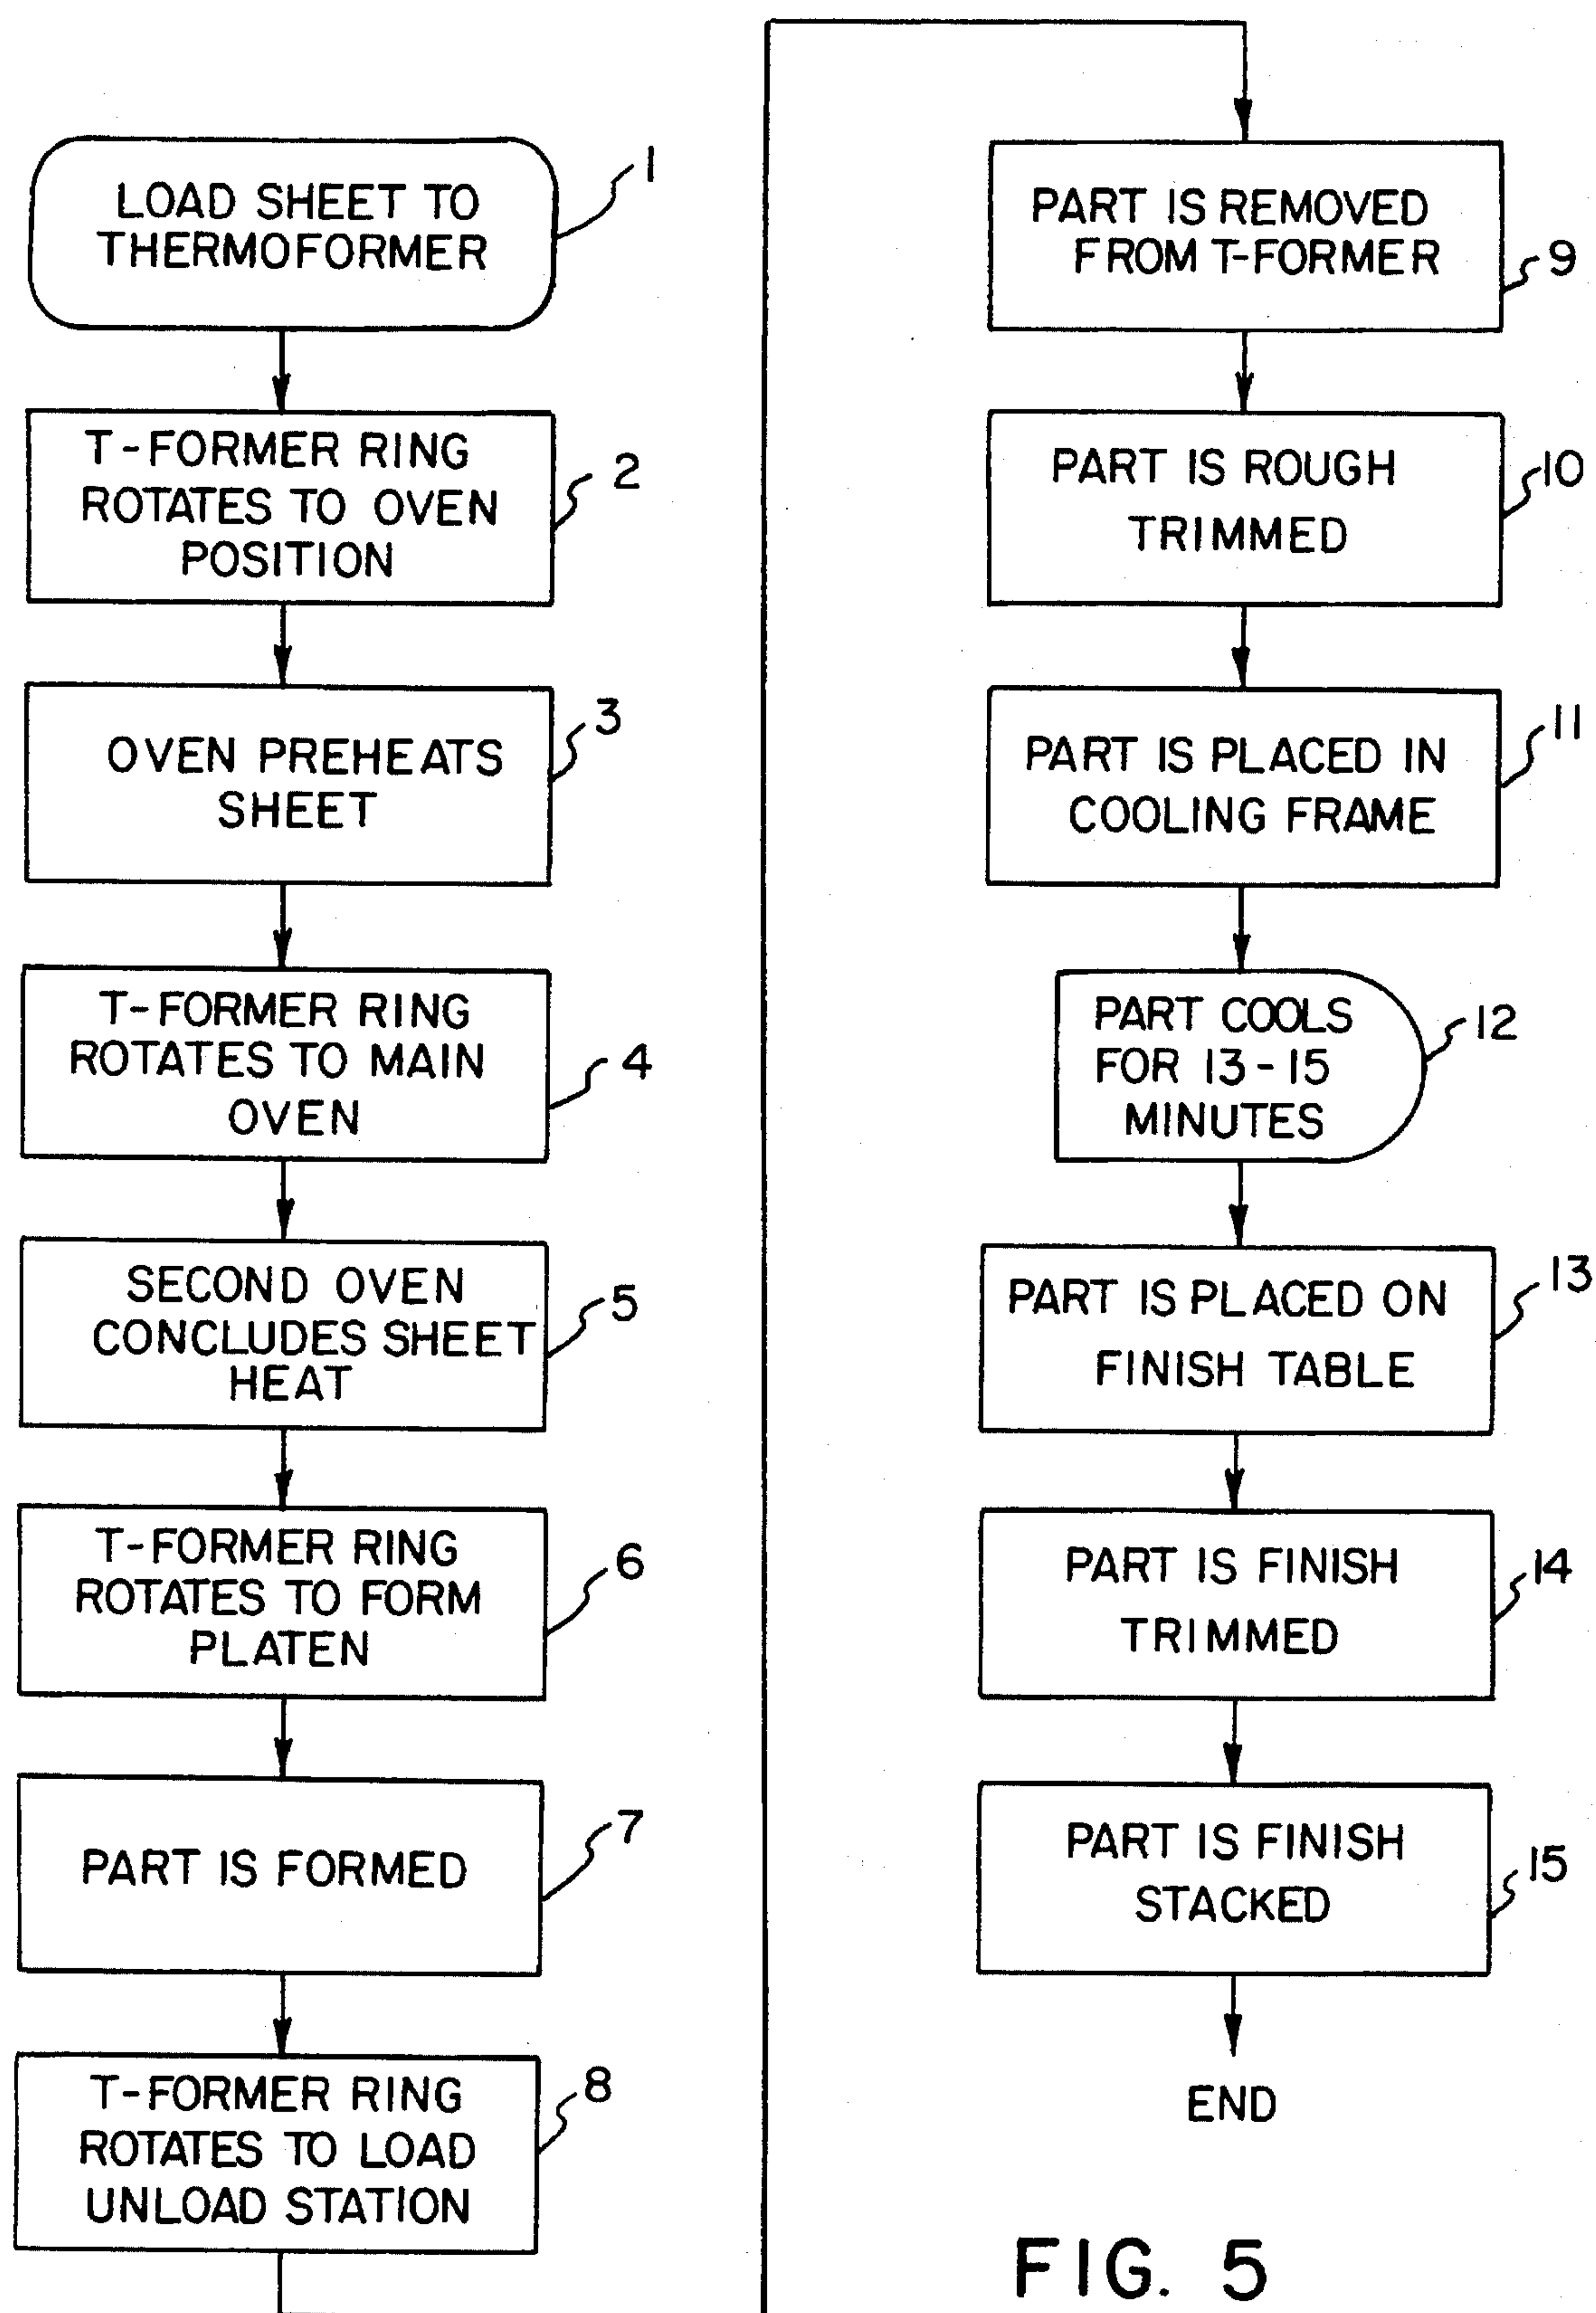 LOAD SHEET TO
THERMOFORMER
1
T-FORMER RING
ROTATES TO OVEN
POSITION
2
OVEN PREHEATS
SHEET
3
T-FORMER RING
ROTATES TO MAIN
OVEN
4
SECOND OVEN
CONCLUDES SHEET
HEAT
5
T-FORMER RING
ROTATES TO FORM
PLATEN
6
PART IS FORMED
7
T-FORMER RING
ROTATES TO LOAD
UNLOAD STATION
8
PART IS REMOVED
FROM T-FORMER
9
PART IS ROUGH
TRIMMED
10
PART IS PLACED IN
COOLING FRAME
11
PART COOLS
FOR 13-15
MINUTES
12
PART IS PLACED ON
FINISH TABLE
13
PART IS FINISH
TRIMMED
14
PART IS FINISH
STACKED
15
END
FIG. 5